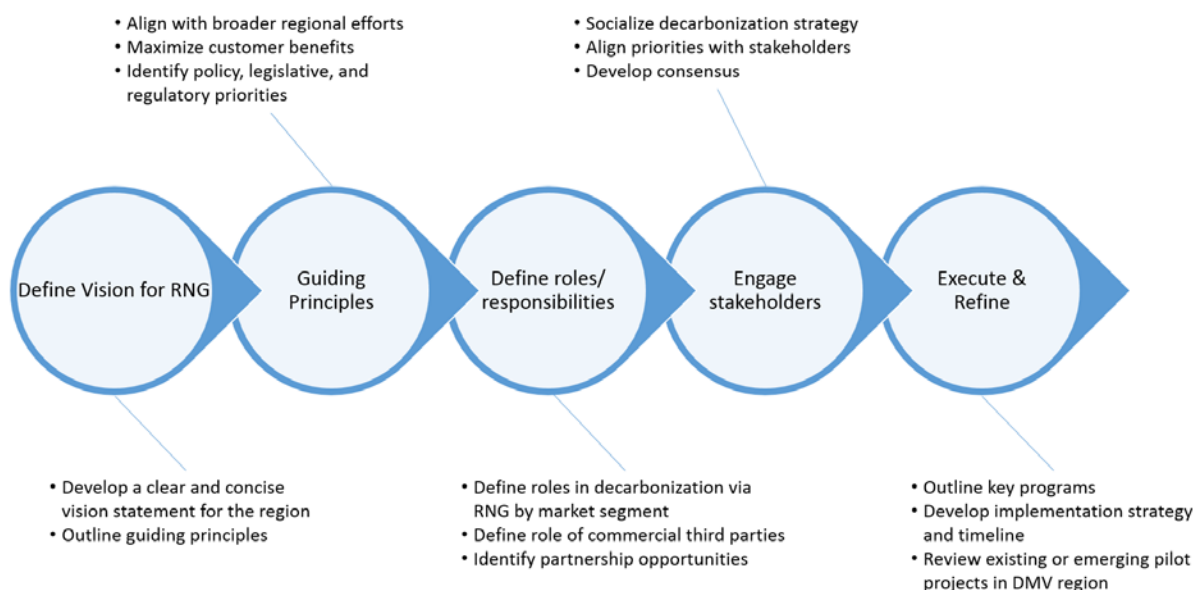 • Align with broader regional efforts
• Maximize customer benefits
• Identify policy, legislative, and
regulatory priorities
• Socialize decarbonization strategy
• Align priorities with stakeholders
• Develop consensus
Define Vision for RNG
Guiding
Principles
Define roles/
responsibilities
Engage
stakeholders
Execute &
Refine
• Develop a clear and concise
vision statement for the region
• Outline guiding principles
• Define roles in decarbonization via
RNG by market segment
• Define role of commercial third parties
• Identify partnership opportunities
• Outline key programs
• Develop implementation strategy
and timeline
• Review existing or emerging pilot
projects in DMV region